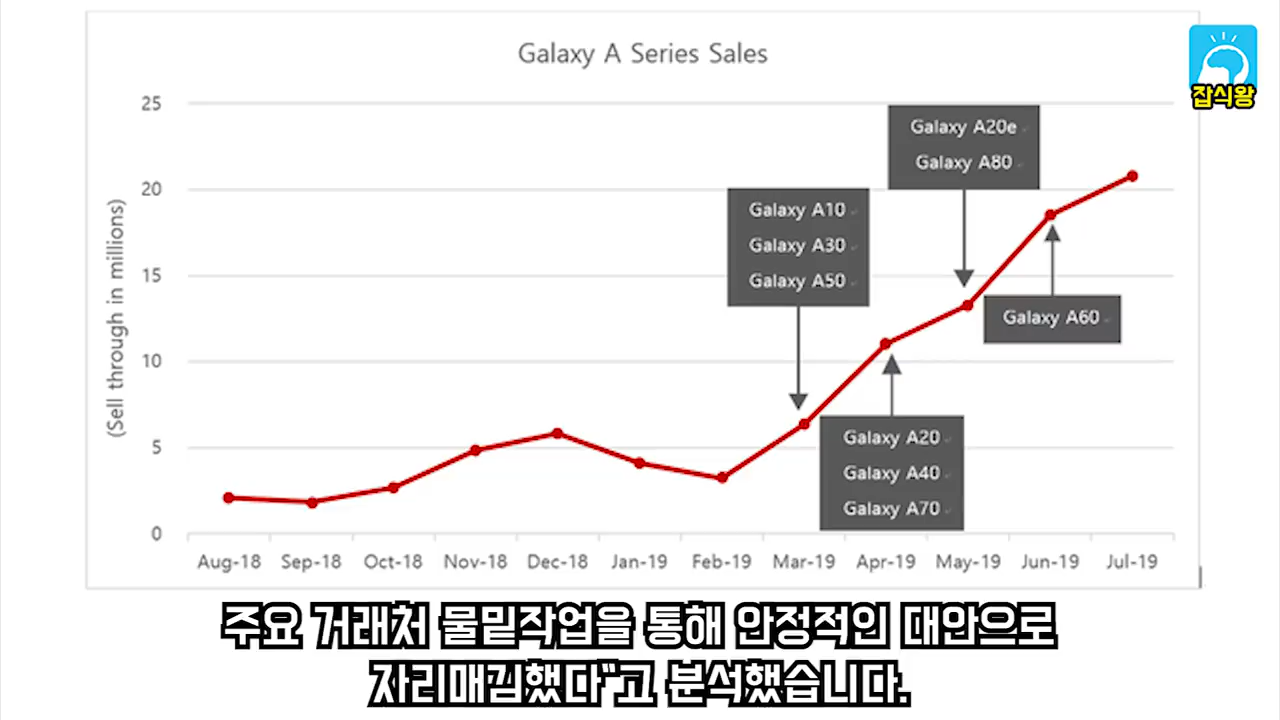 Galaxy A Series Sales
잡식왕
(Sell through in millions)
25
20
15
10
5
0
Galaxy A10
Galaxy A30
Galaxy A50
Galaxy A20e
Galaxy A80
Galaxy A60
Galaxy A20
Galaxy A40
Galaxy A70
Aug-18 Sep-18 Oct-18 Nov-18 Dec-18 Jan-19 Feb-19 Mar-19 Apr-19 May-19 Jun-19 Jul-19
주요 거래처 물밑작업을 통해 안정적인 대안으로
자리매김했다"고 분석했습니다.